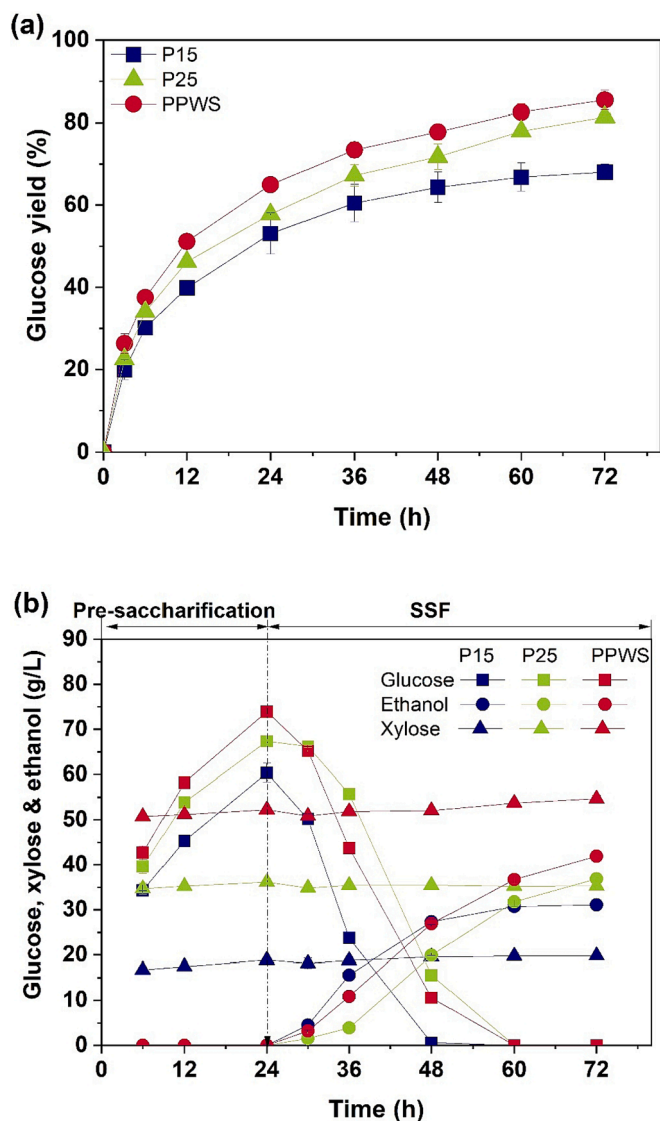 (a)
100
80
60
40
20
0
Glucose yield (%)
P15
P25
PPWS
0 12 24 36 48 60 72
Time (h)
(b)
Pre-saccharification SSF
90
80
70
60
50
40
30
20
10
0
Glucose, xylose & ethanol (g/L)
P15 P25 PPWS
Glucose
Ethanol
Xylose
0 12 24 36 48 60 72
Time (h)